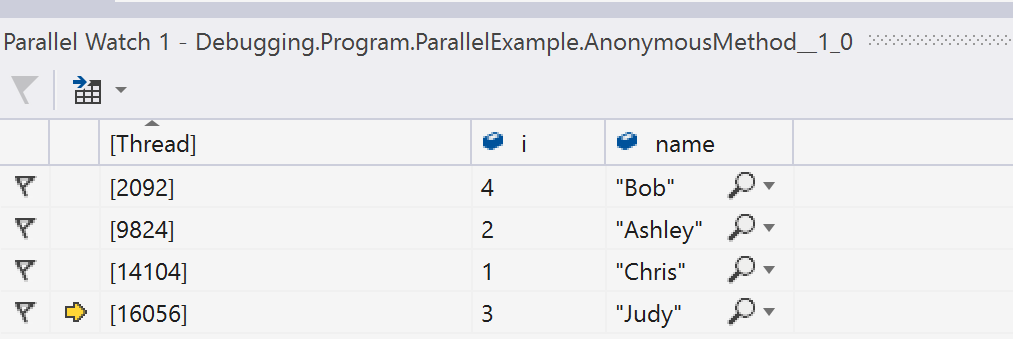 Parallel Watch 1 - Debugging.Program.ParallelExample.AnonymousMethod__1_0
[Thread] i name
[2092] 4 "Bob"
[9824] 2 "Ashley"
[14104] 1 "Chris"
[16056] 3 "Judy"